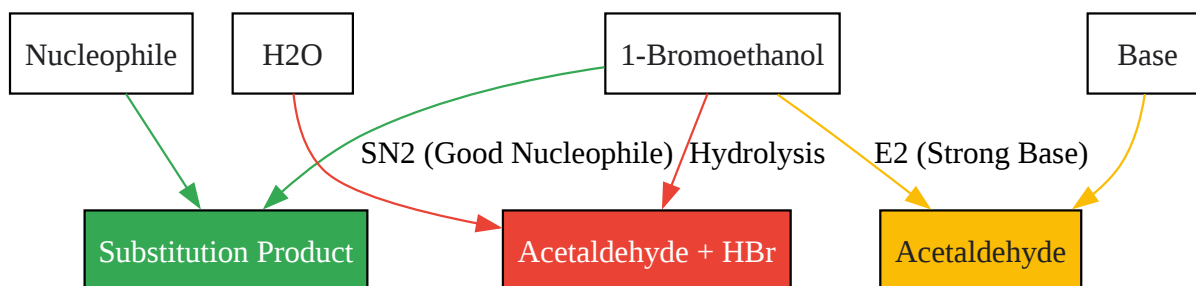 Nucleophile
H2O
1-Bromoethanol
Base
SN2 (Good Nucleophile)
Hydrolysis
E2 (Strong Base)
Substitution Product
Acetaldehyde + HBr
Acetaldehyde